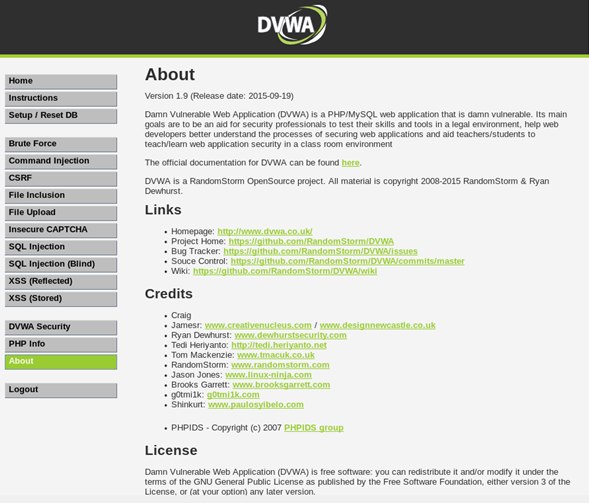 DVWA
Home
Instructions
Setup / Reset DB
Brute Force
Command Injection
CSRF
File Inclusion
File Upload
Insecure CAPTCHA
SQL Injection
SQL Injection (Blind)
XSS (Reflected)
XSS (Stored)
DVWA Security
PHP Info
About
Logout
About
Version 1.9 (Release date: 2015-09-19)
Damn Vulnerable Web Application (DVWA) is a PHP/MySQL web application that is damn vulnerable. Its main
goals are to be an aid for security professionals to test their skills and tools in a legal environment, help web
developers better understand the processes of securing web applications and aid teachers/students to
teach/learn web application security in a class room environment
The official documentation for DVWA can be found here.
DVWA is a RandomStorm OpenSource project. All material is copyright 2008-2015 RandomStorm & Ryan
Dewhurst.
Links
• Homepage: http://www.dvwa.co.uk/
• Project Home: https://github.com/RandomStorm/DVWA
• Bug Tracker: https://github.com/RandomStorm/DVWA/issues
• Souce Control: https://github.com/RandomStorm/DVWA/commits/master
• Wiki: https://github.com/RandomStorm/DVWA/wiki
Credits
• Craig
• Jamesr: www.creativenucleus.com / www.designnewcastle.co.uk
• Ryan Dewhurst: www.dewhurstsecurity.com
• Tedi Heriyanto: http://tedi.heriyanto.net
• Tom Mackenzie: www.tmacuk.co.uk
• RandomStorm: www.randomstorm.com
• Jason Jones: www.linux-ninja.com
• Brooks Garrett: www.brooksgarrett.com
• g0tmi1k: g0tmi1k.com
• Shinkurt: www.paulosyibelo.com
• PHPIDS - Copyright (c) 2007 PHPIDS group
License
Damn Vulnerable Web Application (DVWA) is free software: you can redistribute it and/or modify it under the
terms of the GNU General Public License as published by the Free Software Foundation, either version 3 of the
License, or (at your option) any later version.